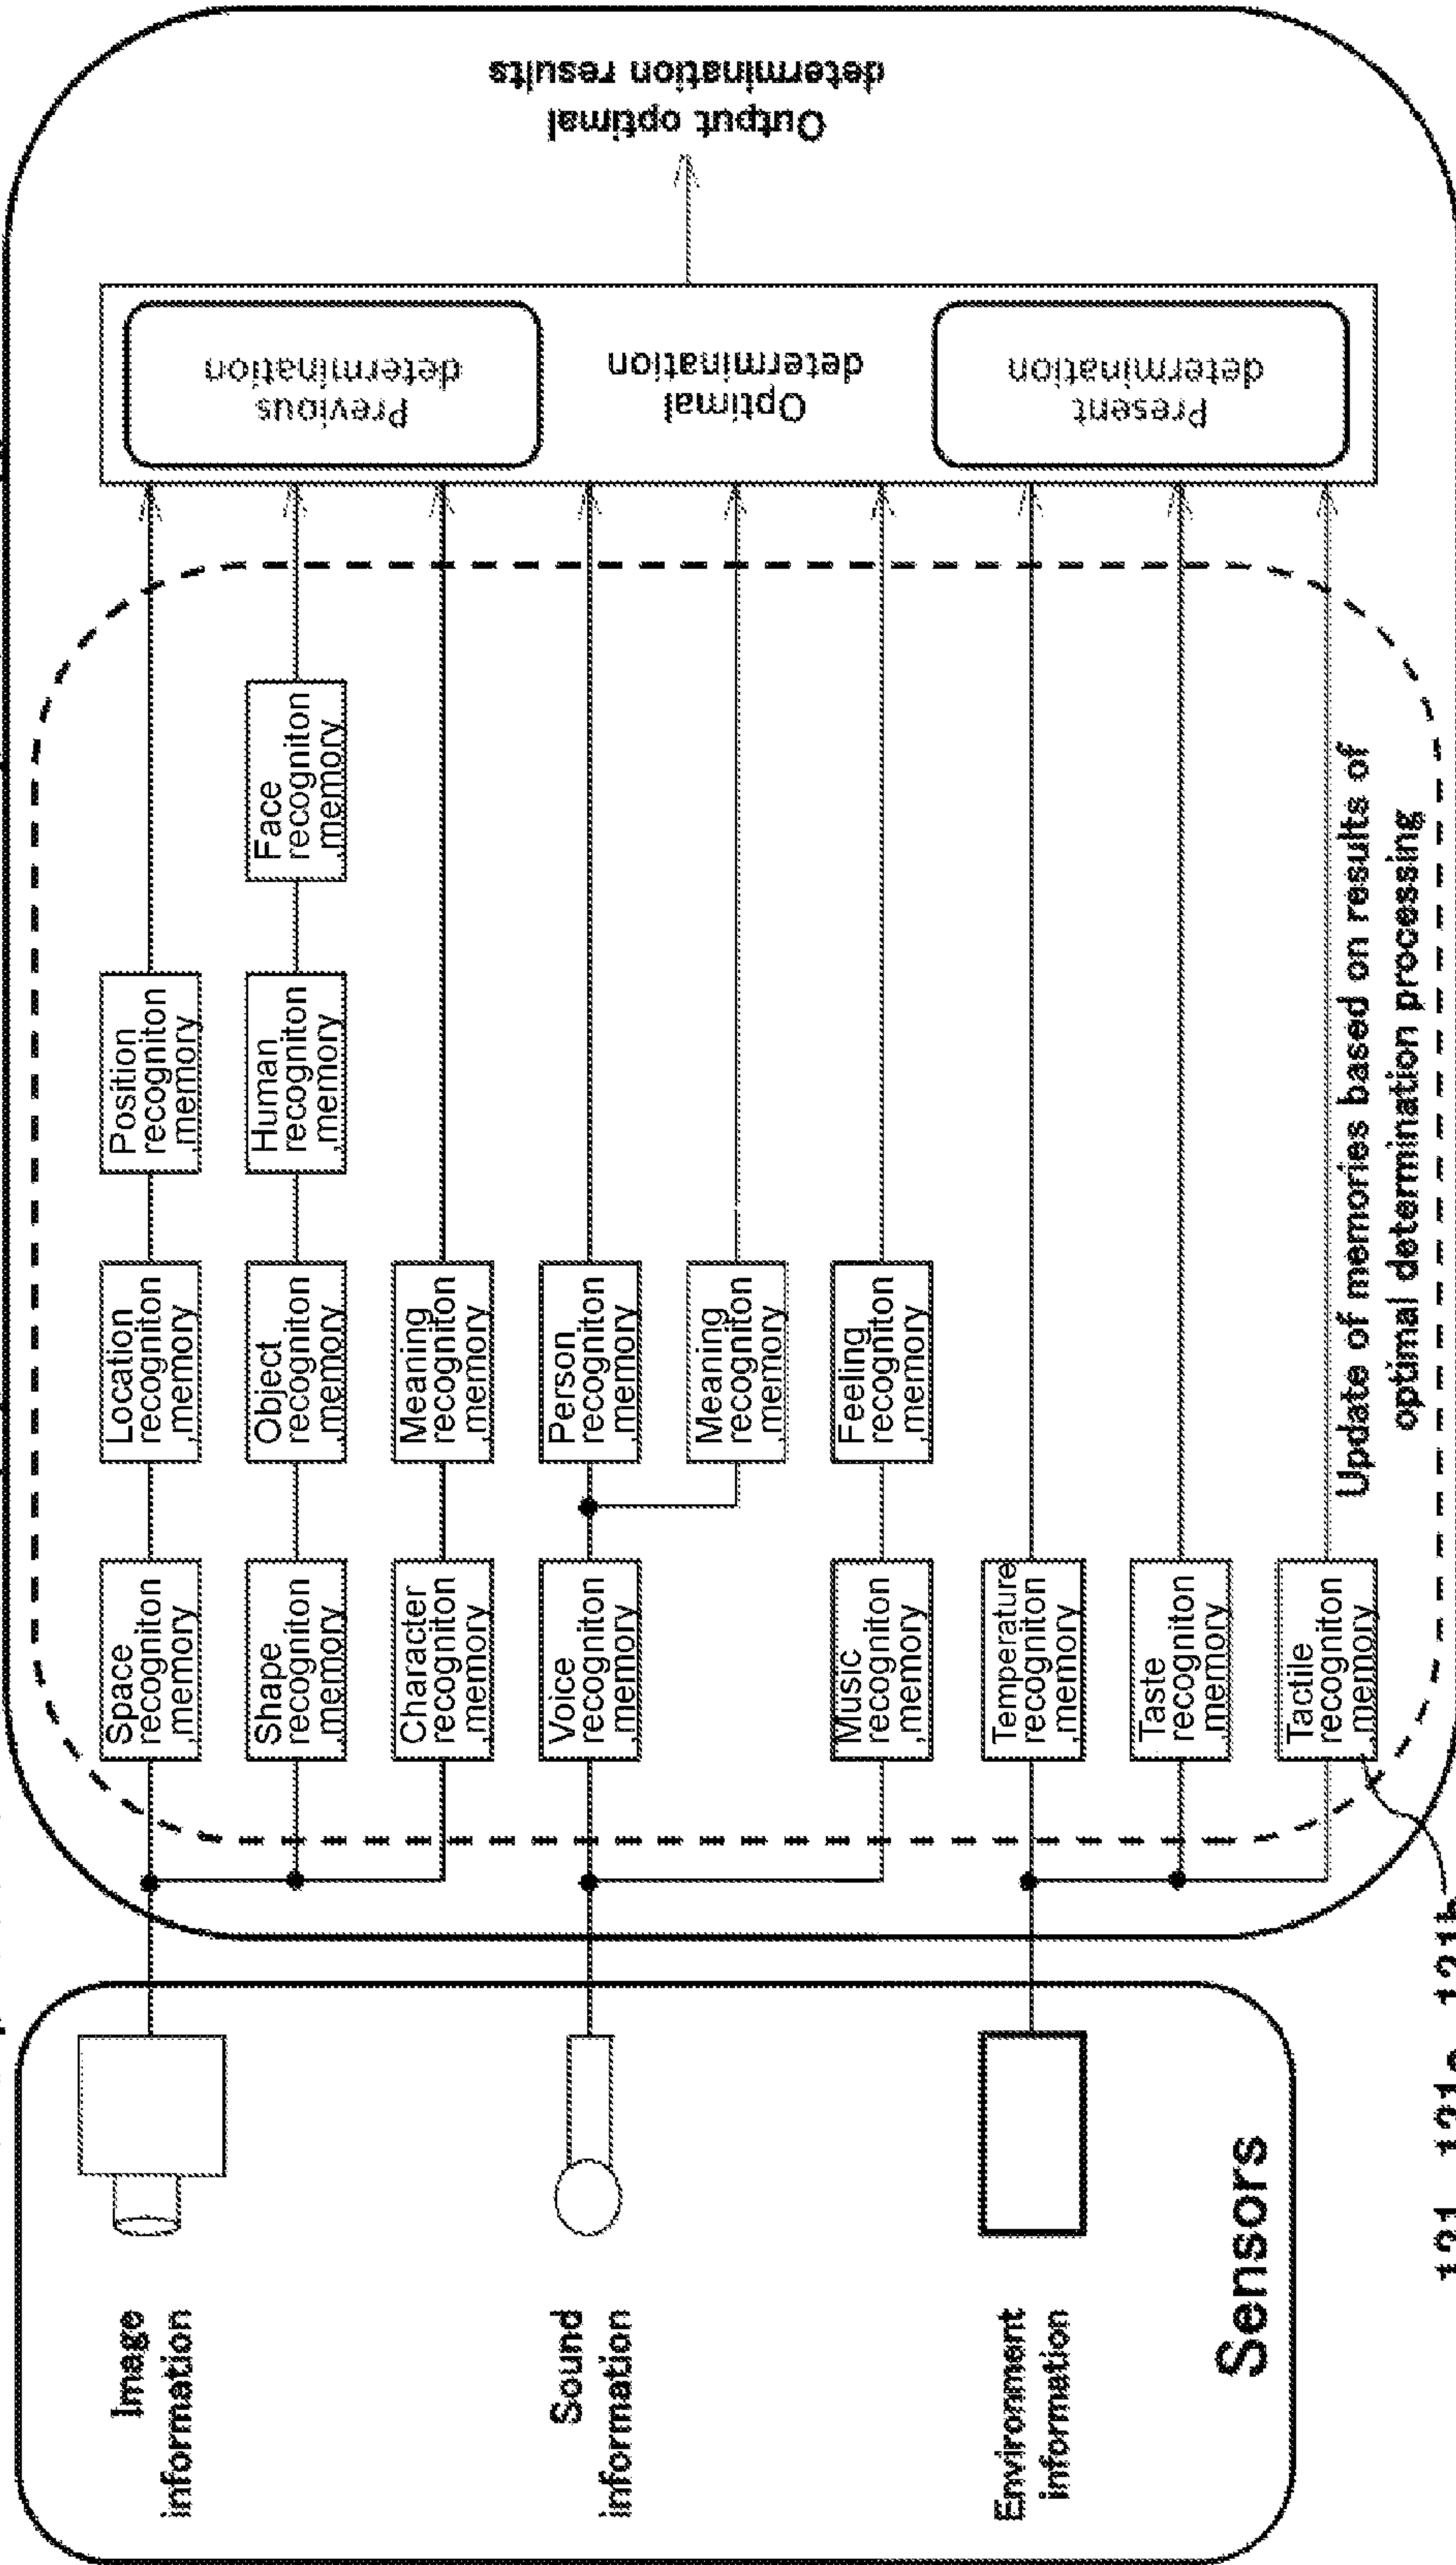 Image
information
Sound
information
Environment
information
Sensors
Space
recogniton
,memory
Location
recogniton
,memory
Position
recogniton
,memory
Shape
recogniton
,memory
Object
recogniton
,memory
Human
recogniton
,memory
Face
recogniton
,memory
Character
recogniton
,memory
Meaning
recogniton
,memory
Voice
recogniton
,memory
Person
recogniton
,memory
Meaning
recogniton
,memory
Music
recogniton
,memory
Feeling
recogniton
,memory
Temperature
recogniton
,memory
Taste
recogniton
,memory
Tactile
recogniton
,memory
Update of memories based on results of
optimal determination processing
Previous
determination
Optimal
determination
Present
determination
Output optimal
determination results